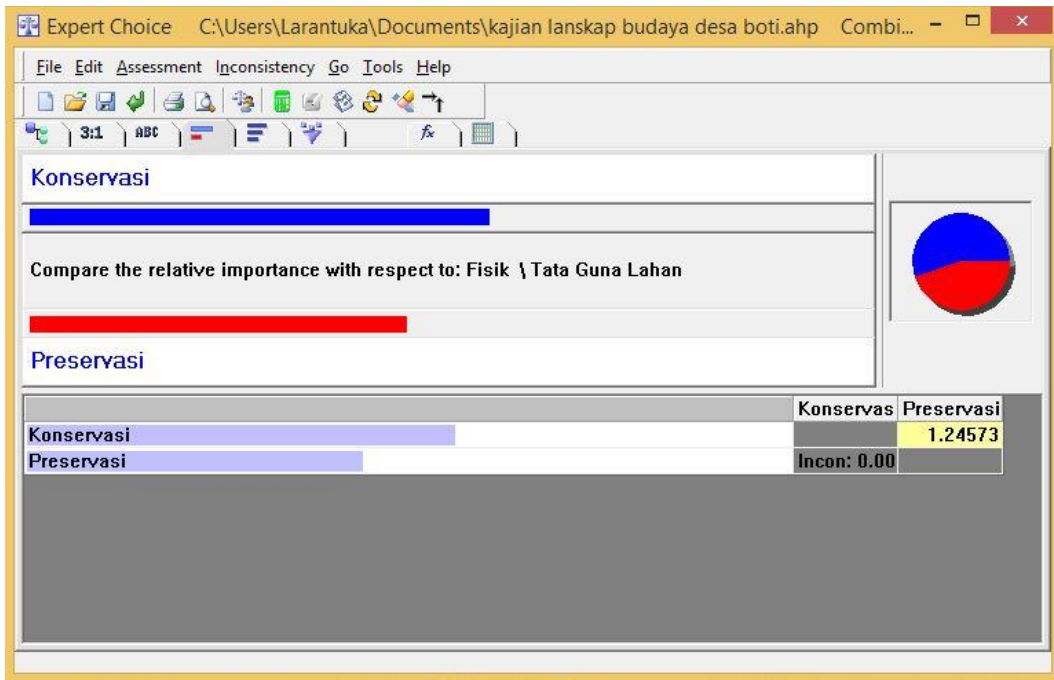 Expert Choice C:\Users\Larantuka\Documents\kajian lanskap budaya desa boti.ahp Combi...
File Edit Assessment Inconsistency Go Tools Help
3:1 ABC fx
Konservasi
Compare the relative importance with respect to: Fisik \ Tata Guna Lahan
Preservasi
Konservas Preservasi
Konservasi 1.24573
Preservasi Incon: 0.00